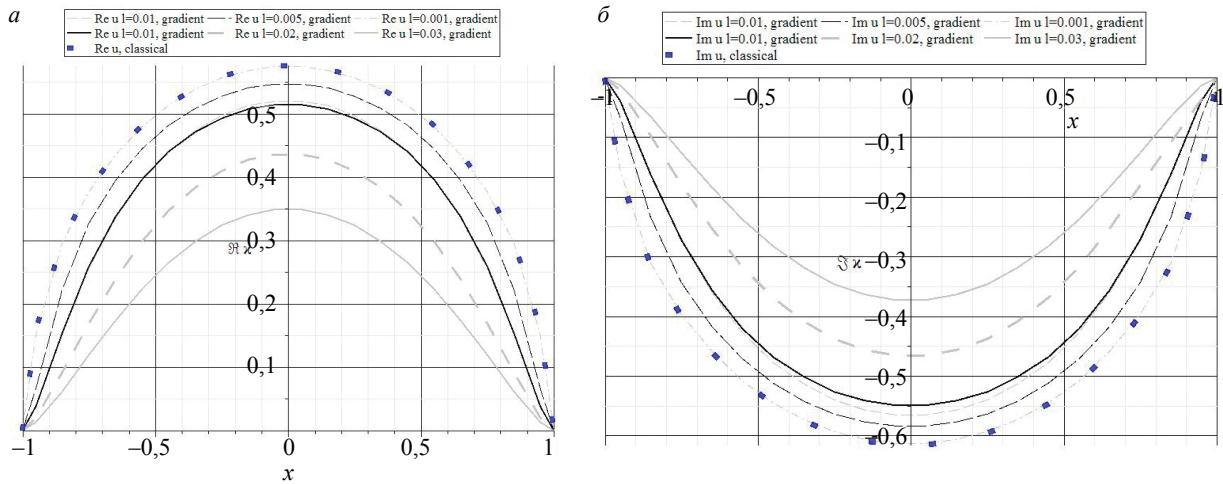 а
Re u l=0.01, gradient Re u l=0.005, gradient Re u l=0.001, gradient
Re u l=0.01, gradient Re u l=0.02, gradient Re u l=0.03, gradient
Re u, classical
0,5
0,4
ℜ u 0,3
0,2
0,1
−1 −0,5 0 0,5 1
x
б
Im u l=0.01, gradient Im u l=0.005, gradient Im u l=0.001, gradient
Im u l=0.01, gradient Im u l=0.02, gradient Im u l=0.03, gradient
Im u, classical
−1 −0,5 0 0,5 1
x
−0,1
−0,2
ℑ u −0,3
−0,4
−0,5
−0,6